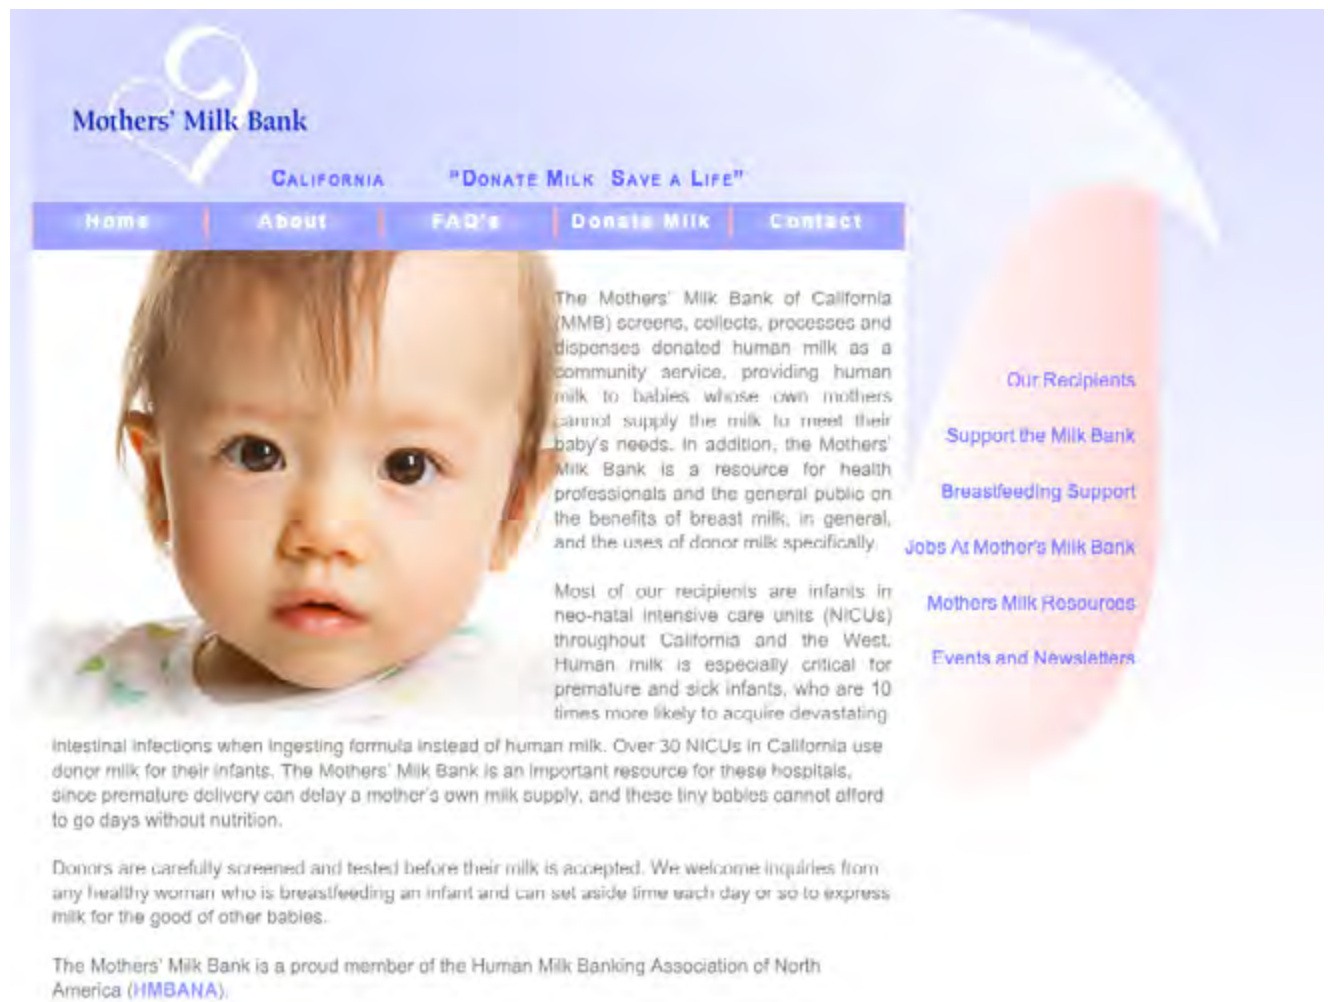 Mothers' Milk Bank
CALIFORNIA "DONATE MILK SAVE A LIFE"
Home About FAQ's Donate Milk Contact
The Mothers' Milk Bank of California
(MMB) screens, collects, processes and
dispenses donated human milk as a
community service, providing human
milk to babies whose own mothers
cannot supply the milk to meet their
baby's needs. In addition, the Mothers'
Milk Bank is a resource for health
professionals and the general public on
the benefits of breast milk, in general,
and the uses of donor milk specifically.
Most of our recipients are infants in
neo-natal intensive care units (NICUs)
throughout California and the West.
Human milk is especially critical for
premature and sick infants, who are 10
times more likely to acquire devastating
intestinal infections when ingesting formula instead of human milk. Over 30 NICUs in California use
donor milk for their infants. The Mothers' Milk Bank is an important resource for these hospitals,
since premature delivery can delay a mother's own milk supply, and these tiny babies cannot afford
to go days without nutrition.
Donors are carefully screened and tested before their milk is accepted. We welcome inquiries from
any healthy woman who is breastfeeding an infant and can set aside time each day or so to express
milk for the good of other babies.
The Mothers' Milk Bank is a proud member of the Human Milk Banking Association of North
America (HMBANA).
Our Recipients
Support the Milk Bank
Breastfeeding Support
Jobs At Mother's Milk Bank
Mothers Milk Resources
Events and Newsletters